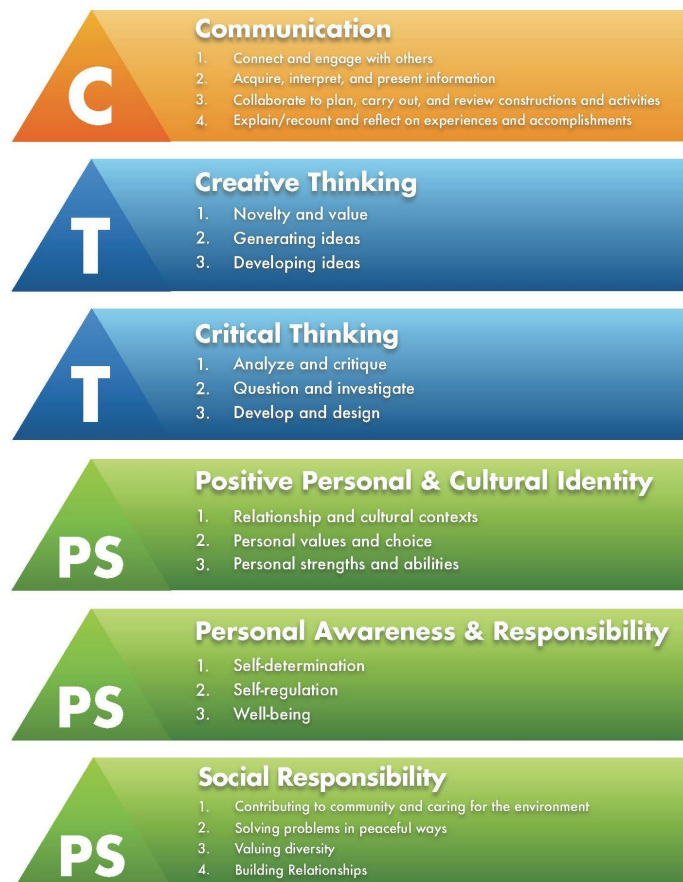 C
Communication
1. Connect and engage with others
2. Acquire, interpret, and present information
3. Collaborate to plan, carry out, and review constructions and activities
4. Explain/recount and reflect on experiences and accomplishments
T
Creative Thinking
1. Novelty and value
2. Generating ideas
3. Developing ideas
T
Critical Thinking
1. Analyze and critique
2. Question and investigate
3. Develop and design
PS
Positive Personal & Cultural Identity
1. Relationship and cultural contexts
2. Personal values and choice
3. Personal strengths and abilities
PS
Personal Awareness & Responsibility
1. Self-determination
2. Self-regulation
3. Well-being
PS
Social Responsibility
1. Contributing to community and caring for the environment
2. Solving problems in peaceful ways
3. Valuing diversity
4. Building Relationships